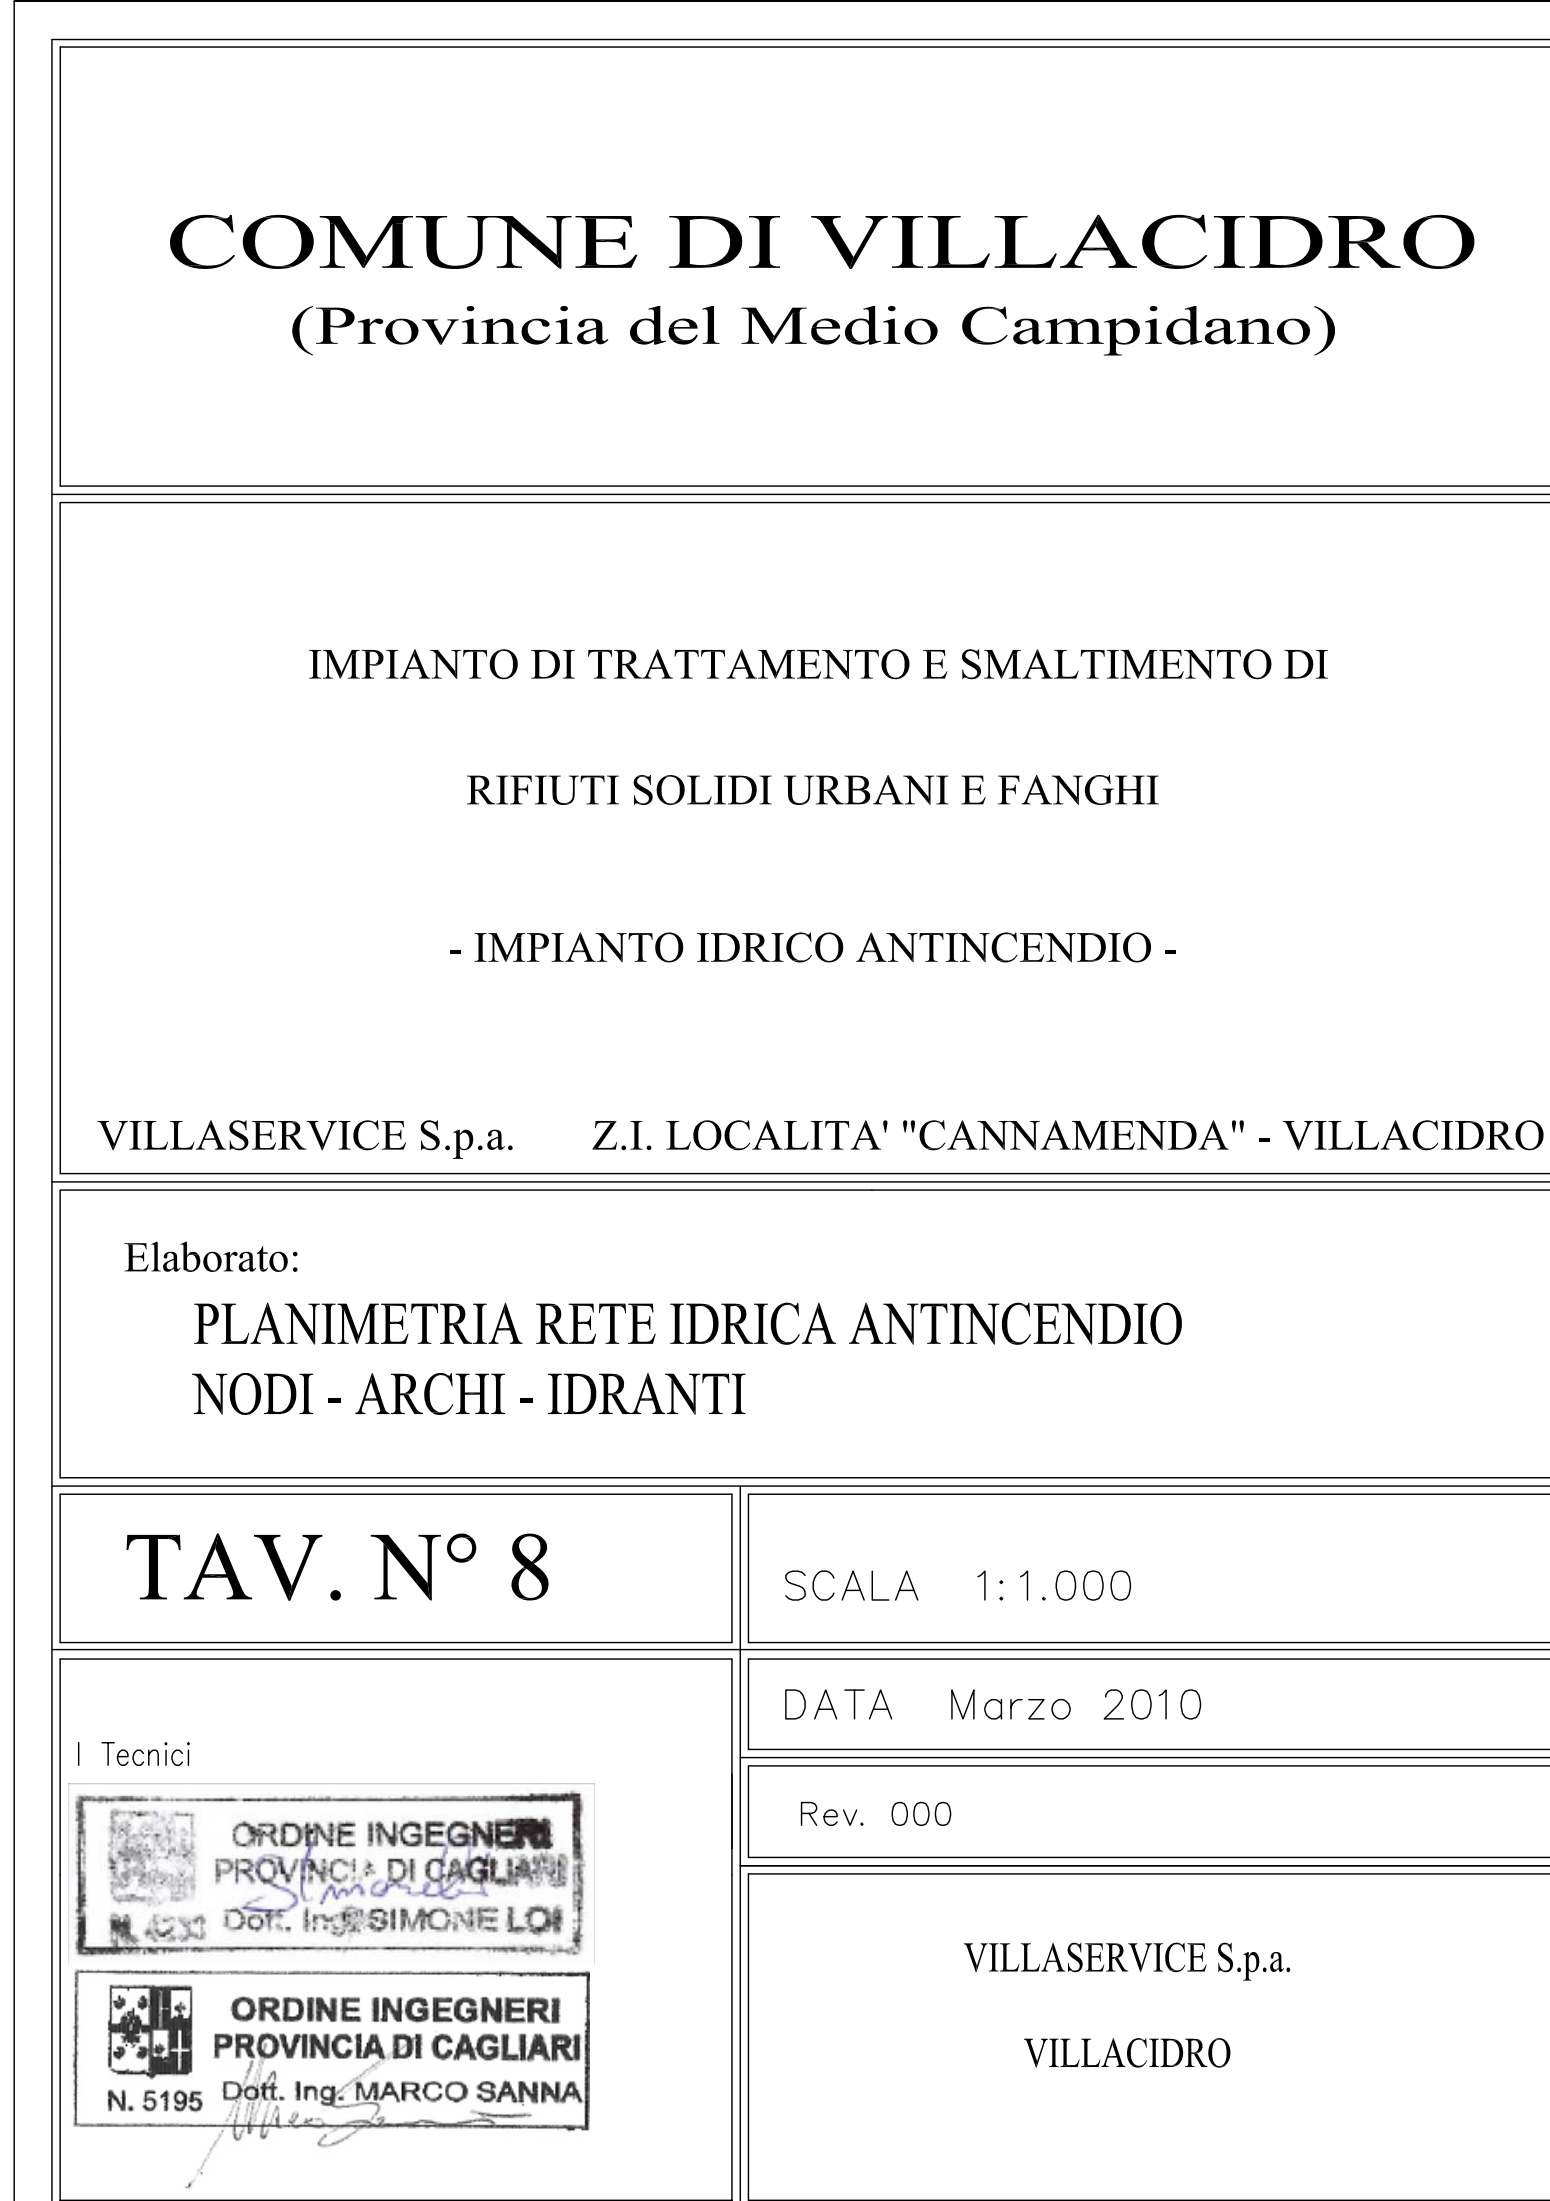 COMUNE DI VILLACIDRO
(Provincia del Medio Campidano)
IMPIANTO DI TRATTAMENTO E SMALTIMENTO DI
RIFIUTI SOLIDI URBANI E FANGHI
- IMPIANTO IDRICO ANTINCENDIO -
VILLASERVICE S.p.a. Z.I. LOCALITA' "CANNAMENDA" - VILLACIDRO
Elaborato:
PLANIMETRIA RETE IDRICA ANTINCENDIO
NODI - ARCHI - IDRANTI
TAV. N° 8
SCALA 1:1.000
DATA Marzo 2010
Rev. 000
I Tecnici
ORDINE INGEGNERI
PROVINCIA DI CAGLIARI
Dott. Ing. SIMONE LOI
ORDINE INGEGNERI
PROVINCIA DI CAGLIARI
N. 5195 Dott. Ing. MARCO SANNA
VILLASERVICE S.p.a.
VILLACIDRO